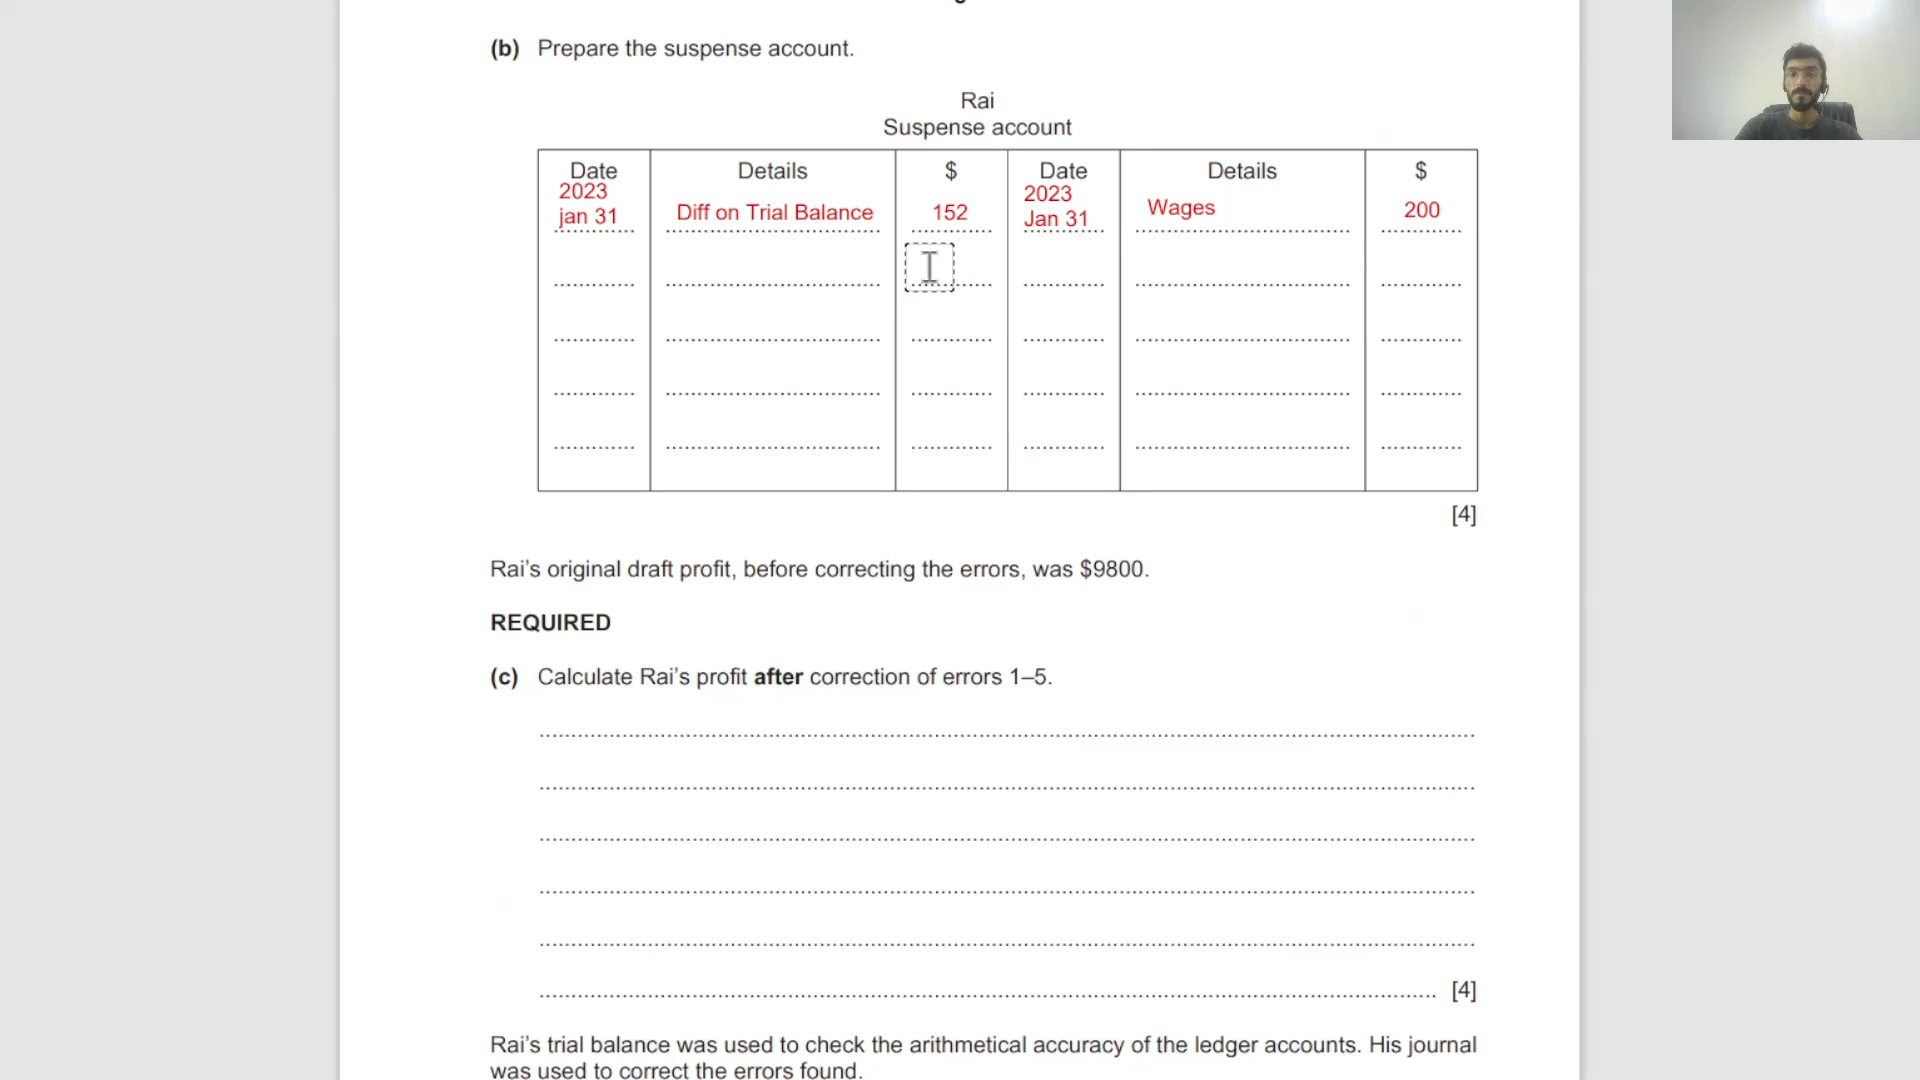 (b) Prepare the suspense account.
Rai
Suspense account
Date Details $ Date Details $
2023 2023
jan 31 Diff on Trial Balance 152 Jan 31 Wages 200
[4]
Rai’s original draft profit, before correcting the errors, was $9800.
REQUIRED
(c) Calculate Rai’s profit after correction of errors 1–5.
[4]
Rai’s trial balance was used to check the arithmetical accuracy of the ledger accounts. His journal
was used to correct the errors found.